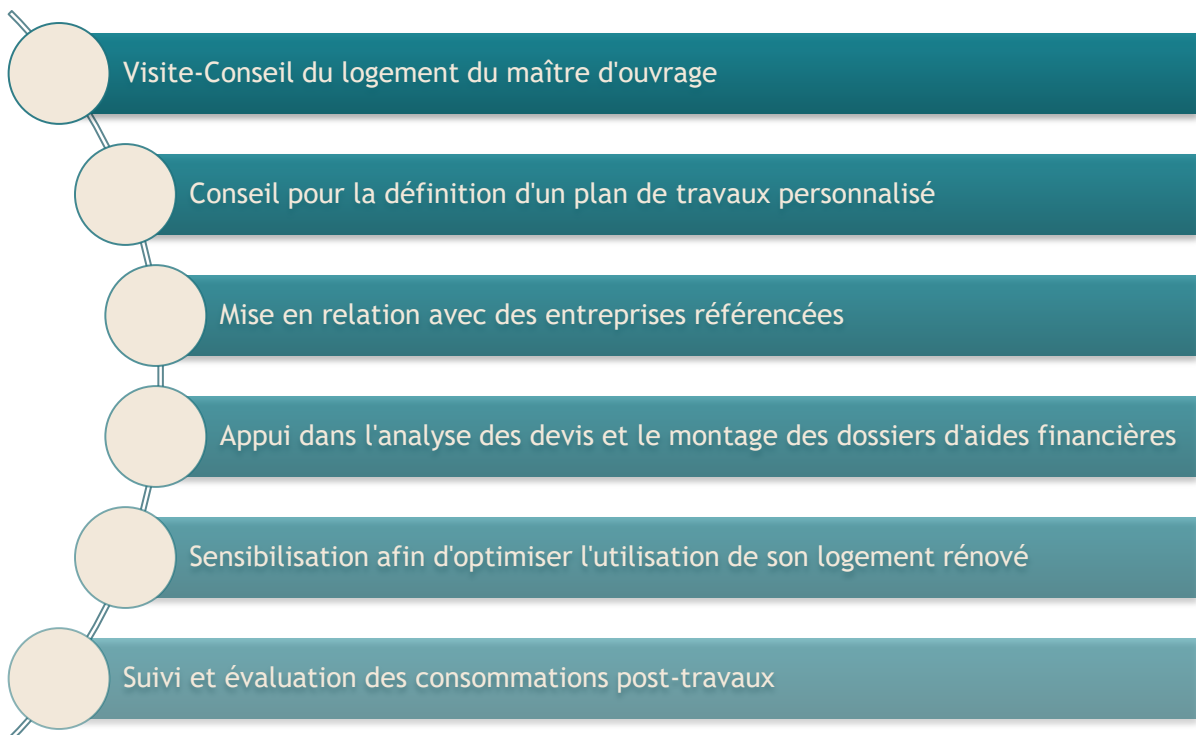 Visite-Conseil du logement du maître d'ouvrage
Conseil pour la définition d'un plan de travaux personnalisé
Mise en relation avec des entreprises référencées
Appui dans l'analyse des devis et le montage des dossiers d'aides financières
Sensibilisation afin d'optimiser l'utilisation de son logement rénové
Suivi et évaluation des consommations post-travaux